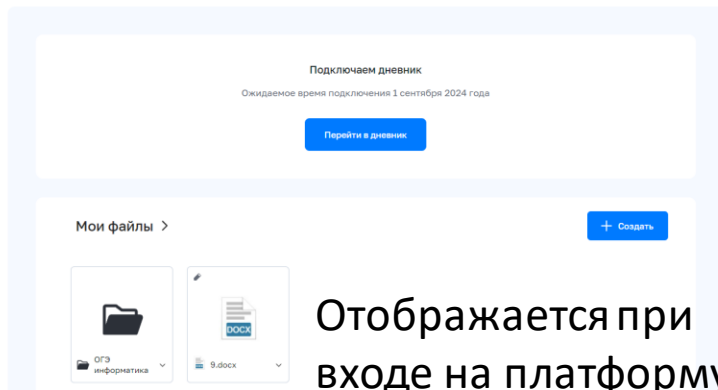 Подключаем дневник
Ожидаемое время подключения 1 сентября 2024 года
Перейти в дневник
Мои файлы >
+ Создать
DOCX
ОГЭ
информатика
9.docx
Отображается при
входе на платформу